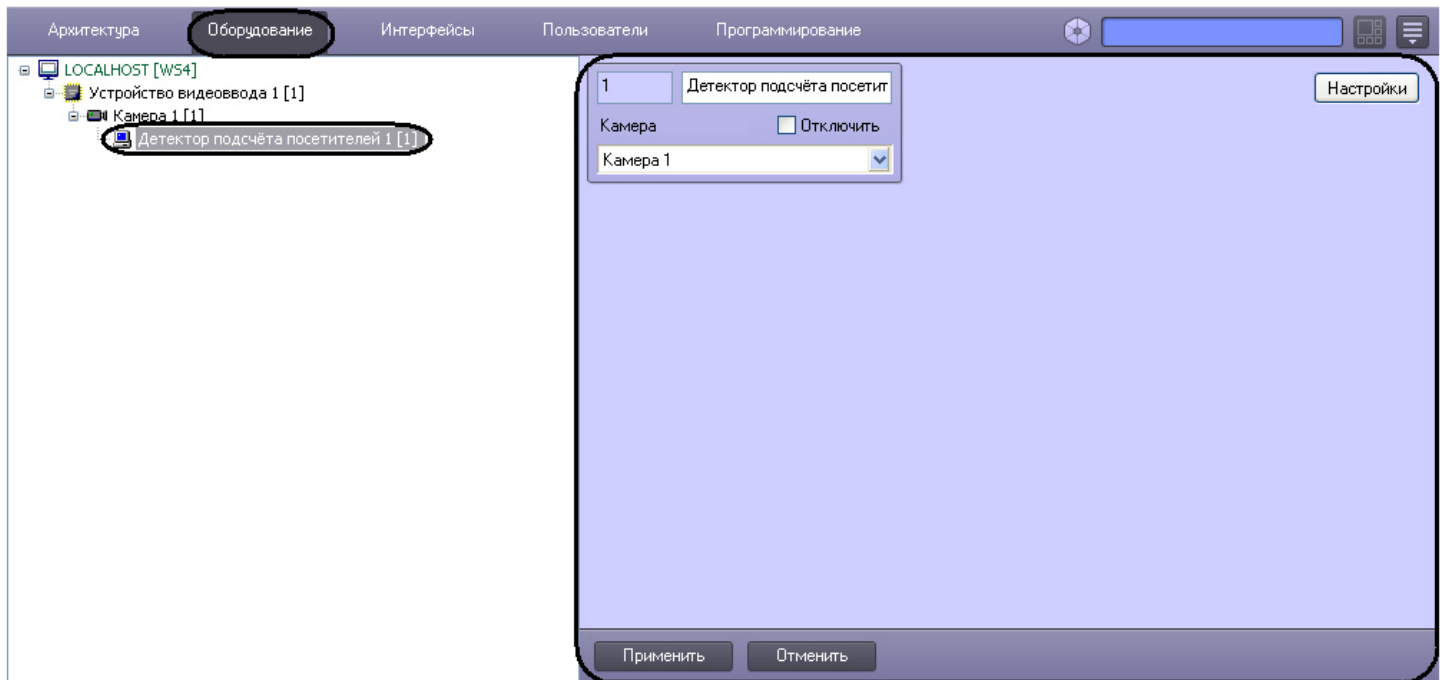 Архитектура Оборудование Интерфейсы Пользователи Программирование
LOCALHOST [WS4]
Устройство видеоввода 1 [1]
Камера 1 [1]
Детектор подсчёта посетителей 1 [1]
1 Детектор подсчёта посетит
Настройки
Камера Отключить
Камера 1
Применить Отменить